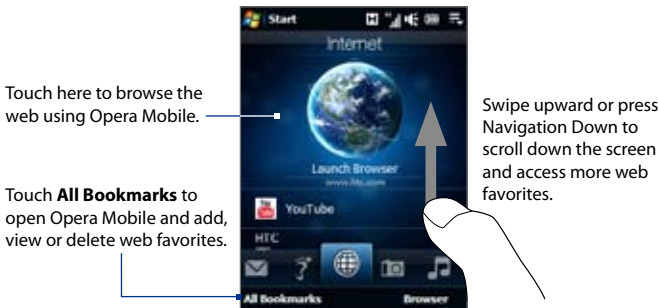 Touch here to browse the
web using Opera Mobile.
Touch All Bookmarks to
open Opera Mobile and add,
view or delete web favorites.
Start
H
Internet
Launch Browser
www.htc.com
You Tube
YouTube
HTC
All Bookmarks
Browser
Swipe upward or press
Navigation Down to
scroll down the screen
and access more web
favorites.